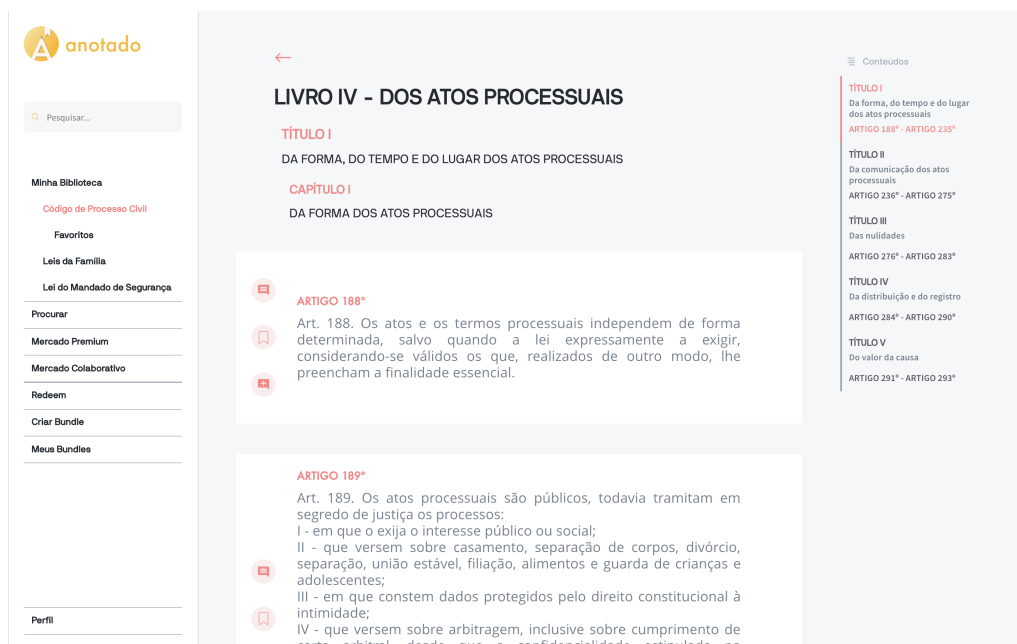 anotado
Pesquisar...
Minha Biblioteca
Código de Processo Civil
Favoritos
Leis da Família
Lei do Mandado de Segurança
Procurar
Mercado Premium
Mercado Colaborativo
Redeem
Criar Bundle
Meus Bundles
Perfil
LIVRO IV - DOS ATOS PROCESSUAIS
TÍTULO I
DA FORMA, DO TEMPO E DO LUGAR DOS ATOS PROCESSUAIS
CAPÍTULO I
DA FORMA DOS ATOS PROCESSUAIS
ARTIGO 188º
Art. 188. Os atos e os termos processuais independem de forma
determinada, salvo quando a lei expressamente a exigir,
considerando-se válidos os que, realizados de outro modo, lhe
preencham a finalidade essencial.
ARTIGO 189º
Art. 189. Os atos processuais são públicos, todavia tramitam em
segredo de justiça os processos:
I - em que o exija o interesse público ou social;
II - que versem sobre casamento, separação de corpos, divórcio,
separação, união estável, filiação, alimentos e guarda de crianças e
adolescentes;
III - em que constem dados protegidos pelo direito constitucional à
intimidade;
IV - que versem sobre arbitragem, inclusive sobre cumprimento de
Conteúdos
TÍTULO I
Da forma, do tempo e do lugar
dos atos processuais
ARTIGO 188º - ARTIGO 235º
TÍTULO II
Da comunicação dos atos
processuais
ARTIGO 236º - ARTIGO 275º
TÍTULO III
Das nulidades
ARTIGO 276º - ARTIGO 283º
TÍTULO IV
Da distribuição e do registro
ARTIGO 284º - ARTIGO 290º
TÍTULO V
Do valor da causa
ARTIGO 291º - ARTIGO 293º